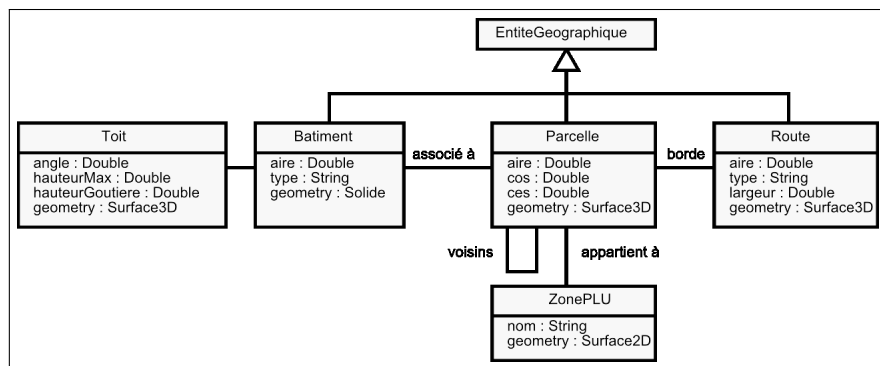 EntiteGeographique
Toit
angle : Double
hauteurMax : Double
hauteurGoutiere : Double
geometry : Surface3D
Batiment
aire : Double
type : String
geometry : Solide
associé à
Parcelle
aire : Double
cos : Double
ces : Double
geometry : Surface3D
borde
Route
aire : Double
type : String
largeur : Double
geometry : Surface3D
voisins
appartient à
ZonePLU
nom : String
geometry : Surface2D